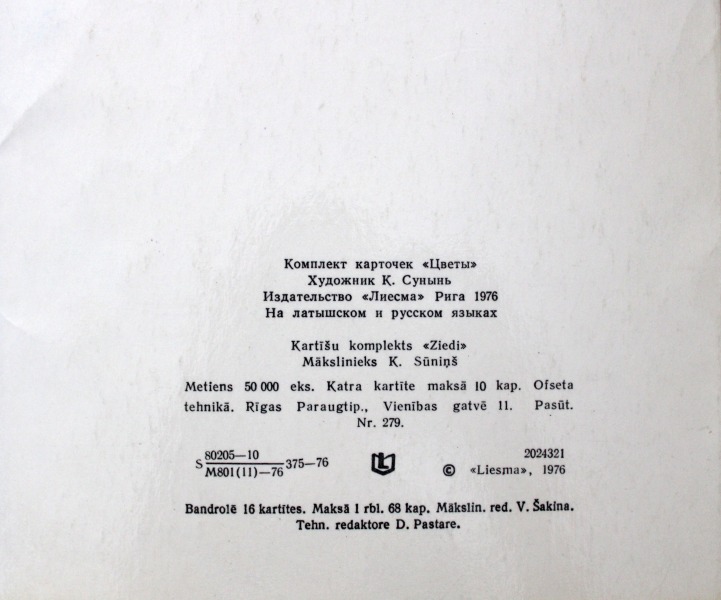 Комплект карточек «Цветы»
Художник К. Сунынь
Издательство «Лиесма» Рига 1976
На латышском и русском языках
Kartīšu komplekts «Ziedi»
Mākslinieks K. Sūniņš
Metiens 50 000 eks. Katra kartīte maksā 10 kap. Ofseta
tehnikā. Rīgas Paraugtip., Vienības gatvē 11. Pasūt.
Nr. 279.
S 80205—10
M801(11)—76 375—76
2024321
© «Liesma», 1976
Bandrolē 16 kartītes. Maksā 1 rbl. 68 kap. Mākslin. red. V. Šakina.
Tehn. redaktore D. Pastare.